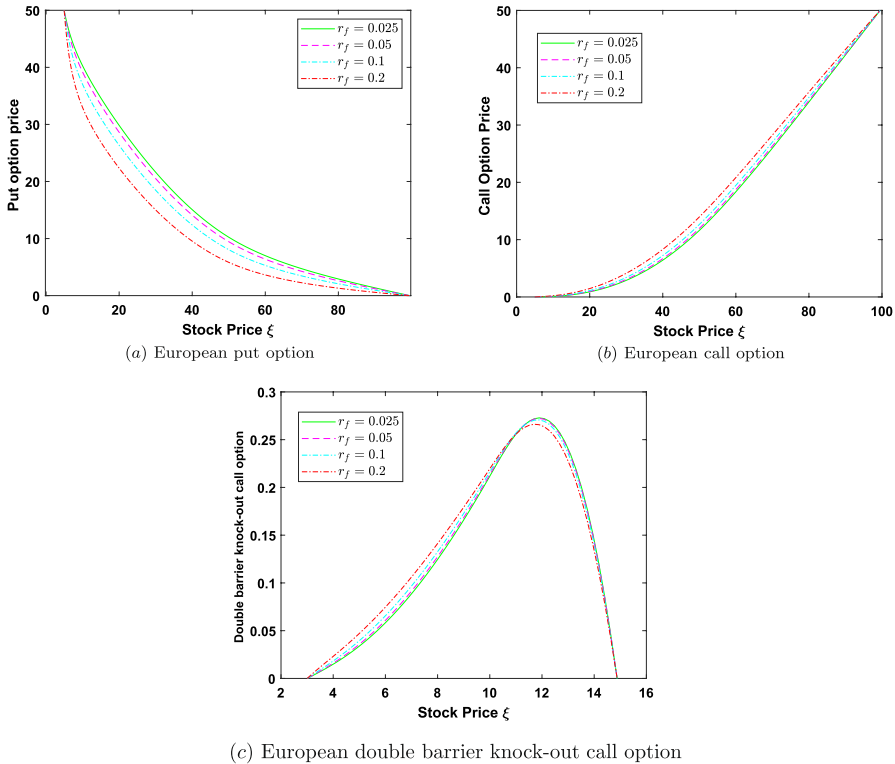 50
40
30
20
10
0
Put option price
r_f = 0.025
r_f = 0.05
r_f = 0.1
r_f = 0.2
0 20 40 60 80
Stock Price ξ
(a) European put option
50
40
30
20
10
0
Call Option Price
r_f = 0.025
r_f = 0.05
r_f = 0.1
r_f = 0.2
0 20 40 60 80 100
Stock Price ξ
(b) European call option
0.3
0.25
0.2
0.15
0.1
0.05
0
Double barrier knock-out call option
r_f = 0.025
r_f = 0.05
r_f = 0.1
r_f = 0.2
2 4 6 8 10 12 14 16
Stock Price ξ
(c) European double barrier knock-out call option